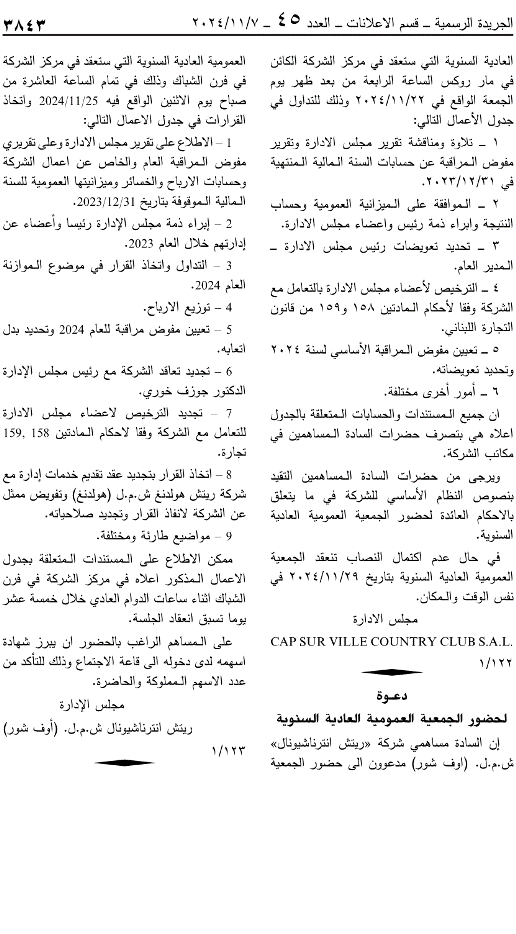 الجريدة الرسمية ــ قسم الاعلانات ــ العدد ٤٥ ــ ٢٠٢٤/١١/٧
٣٨٤٣
العادية السنوية التي ستعقد في مركز الشركة الكائن
في مار روكس الساعة الرابعة من بعد ظهر يوم
الجمعة الواقع في ٢٠٢٤/١١/٢٢ وذلك للتداول في
جدول الأعمال التالي:
١ ــ تلاوة ومناقشة تقرير مجلس الادارة وتقرير
مفوض المراقبة عن حسابات السنة المالية المنتهية
في ٢٠٢٣/١٢/٣١.
٢ ــ الموافقة على الميزانية العمومية وحساب
النتيجة وابراء ذمة رئيس واعضاء مجلس الادارة.
٣ ــ تحديد تعويضات رئيس مجلس الادارة ــ
المدير العام.
٤ ــ الترخيص لأعضاء مجلس الادارة بالتعامل مع
الشركة وفقا لأحكام المادتين ١٥٨ و١٥٩ من قانون
التجارة اللبناني.
٥ ــ تعيين مفوض المراقبة الأساسي لسنة ٢٠٢٤
وتحديد تعويضاته.
٦ ــ أمور أخرى مختلفة.
ان جميع المستندات والحسابات المتعلقة بالجدول
اعلاه هي بتصرف حضرات السادة المساهمين في
مكاتب الشركة.
ويرجى من حضرات السادة المساهمين التقيد
بنصوص النظام الأساسي للشركة في ما يتعلق
بالاحكام العائدة لحضور الجمعية العمومية العادية
السنوية.
في حال عدم اكتمال النصاب تنعقد الجمعية
العمومية العادية السنوية بتاريخ ٢٠٢٤/١١/٢٩ في
نفس الوقت والمكان.
مجلس الادارة
CAP SUR VILLE COUNTRY CLUB S.A.L.
١/١٢٢
دعوة
لحضور الجمعية العمومية العادية السنوية
إن السادة مساهمي شركة «ريتش انترناشيونال»
ش.م.ل. (اوف شور) مدعوون الى حضور الجمعية
العمومية العادية السنوية التي ستعقد في مركز الشركة
في فرن الشباك وذلك في تمام الساعة العاشرة من
صباح يوم الاثنين الواقع فيه 2024/11/25 واتخاذ
القرارات في جدول الاعمال التالي:
1 – الاطلاع على تقرير مجلس الادارة وعلى تقريري
مفوض المراقبة العام والخاص عن اعمال الشركة
وحسابات الارباح والخسائر وميزانيتها العمومية للسنة
المالية الموقوفة بتاريخ 2023/12/31.
2 – إبراء ذمة مجلس الإدارة رئيسا وأعضاء عن
إدارتهم خلال العام 2023.
3 – التداول واتخاذ القرار في موضوع الموازنة
العام 2024.
4 – توزيع الارباح.
5 – تعيين مفوض مراقبة للعام 2024 وتحديد بدل
اتعابه.
6 – تجديد تعاقد الشركة مع رئيس مجلس الإدارة
الدكتور جوزف خوري.
7 – تجديد الترخيص لاعضاء مجلس الادارة
للتعامل مع الشركة وفقا لاحكام المادتين 158 ,159
تجارة.
8 – اتخاذ القرار بتجديد عقد تقديم خدمات إدارة مع
شركة ريتش هولدنغ ش.م.ل (هولدنغ) وتفويض ممثل
عن الشركة لانفاذ القرار وتجديد صلاحياته.
9 – مواضيع طارئة ومختلفة.
ممكن الاطلاع على المستندات المتعلقة بجدول
الاعمال المذكور اعلاه في مركز الشركة في فرن
الشباك اثناء ساعات الدوام العادي خلال خمسة عشر
يوما تسبق انعقاد الجلسة.
على المساهم الراغب بالحضور ان يبرز شهادة
اسهمه لدى دخوله الى قاعة الاجتماع وذلك للتأكد من
عدد الاسهم المملوكة والحاضرة.
مجلس الإدارة
ريتش انترناشيونال ش.م.ل. (أوف شور)
١/١٢٣